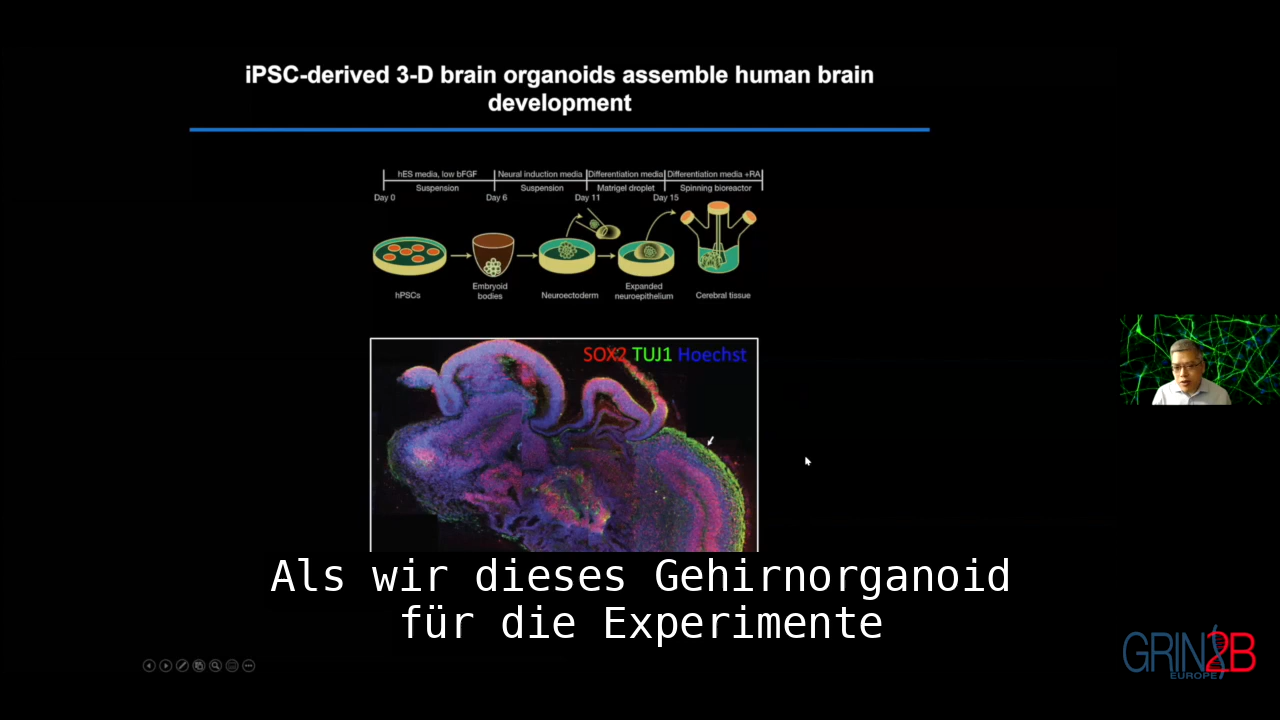 iPSC-derived 3-D brain organoids assemble human brain
development
hES media, low bFGF
Neural induction media
Differentiation media
Differentiation media +RA
Suspension
Suspension
Matrigel droplet
Spinning bioreactor
Day 0
Day 6
Day 11
Day 15
hPSCs
Embryoid
bodies
Neuroectoderm
Expanded
neuroepithelium
Cerebral tissue
SOX2 TUJ1 Hoechst
Als wir dieses Gehirnorganoid
für die Experimente
GRIN2B
EUROPE